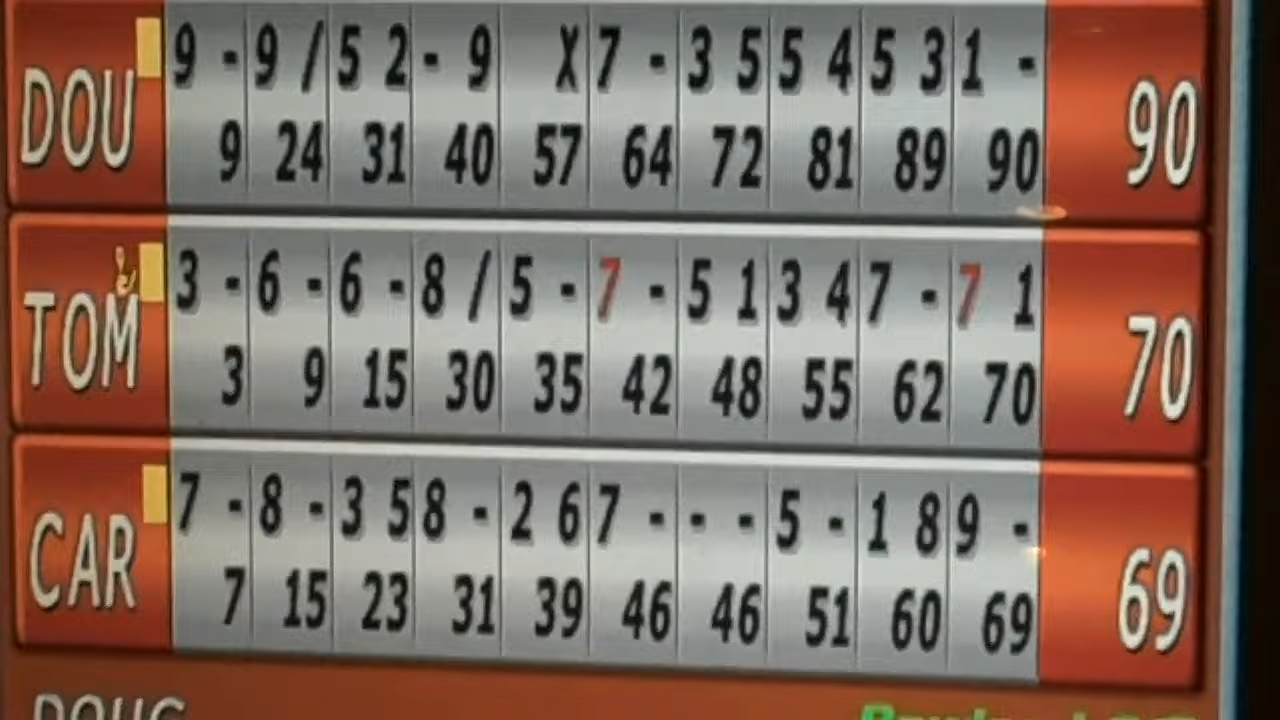 9 - 9 / 5 2 - 9 X 7 - 3 5 5 4 5 3 1 -
DOU 9 24 31 40 57 64 72 81 89 90 90
3 - 6 - 6 - 8 / 5 - 7 - 5 1 3 4 7 - 7 1
TOM 3 9 15 30 35 42 48 55 62 70 70
7 - 8 - 3 5 8 - 2 6 7 - - - 5 - 1 8 9 -
CAR 7 15 23 31 39 46 46 51 60 69 69
DOUG